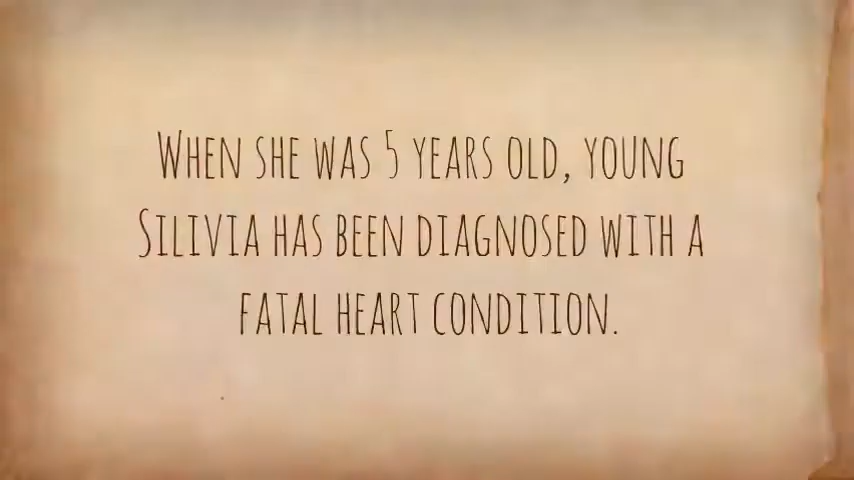 When she was 5 years old, young
Silivia has been diagnosed with a
fatal heart condition.